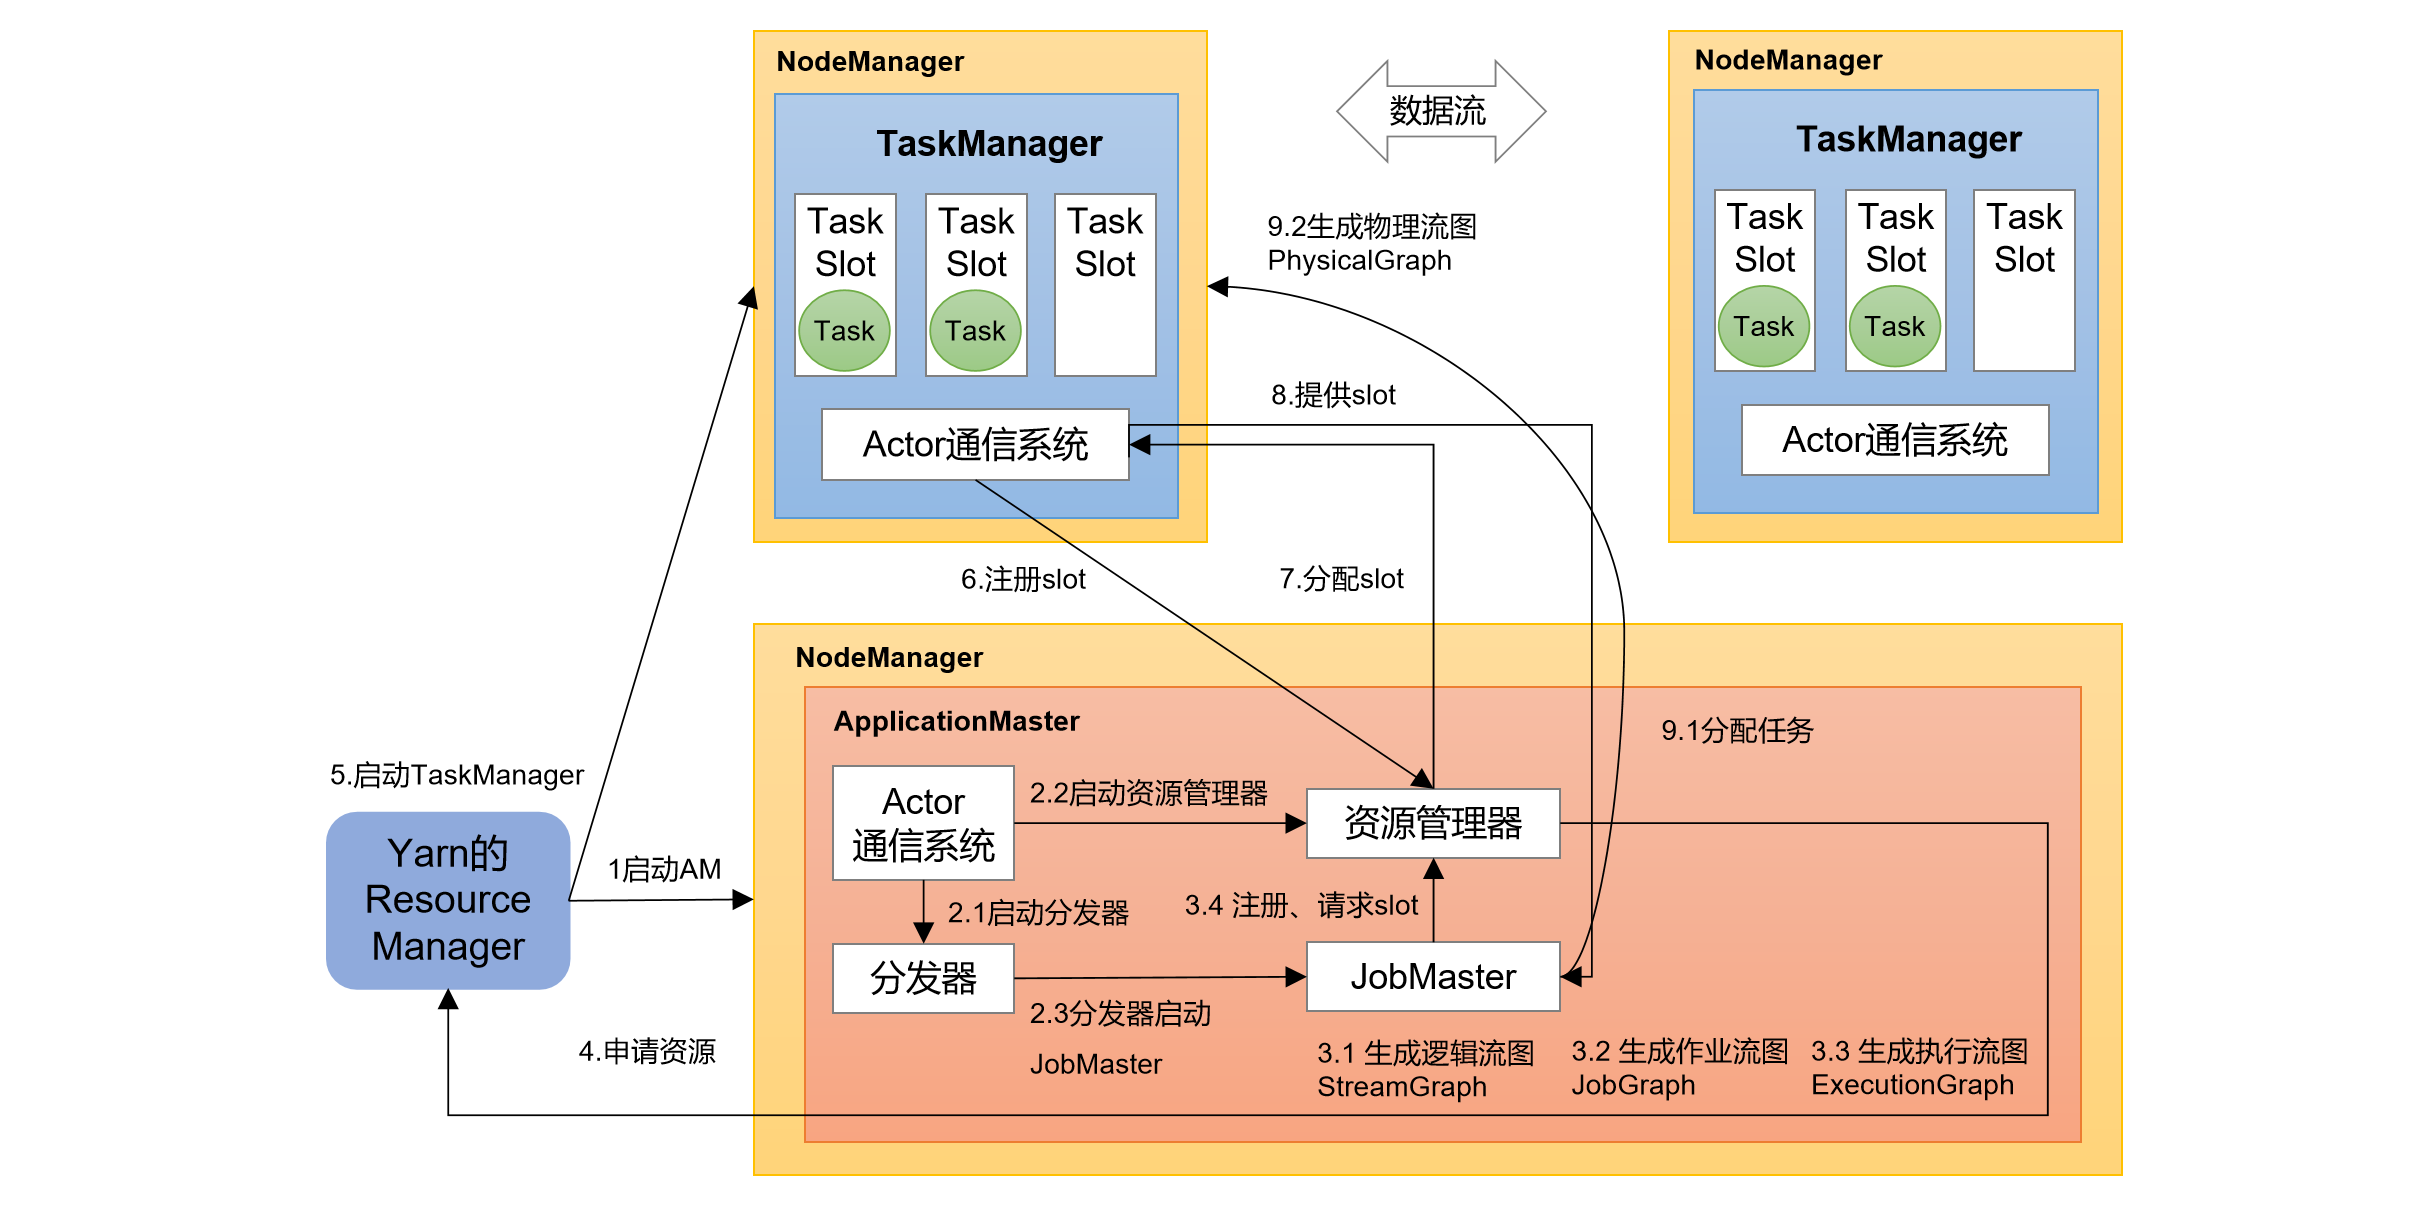 NodeManager
TaskManager
Task
Slot
Task
Task
Slot
Task
Task
Slot
Actor通信系统
数据流
NodeManager
TaskManager
Task
Slot
Task
Task
Slot
Task
Task
Slot
Actor通信系统
9.2生成物理流图
PhysicalGraph
8.提供slot
6.注册slot
7.分配slot
NodeManager
ApplicationMaster
9.1分配任务
5.启动TaskManager
Yarn的
Resource
Manager
1启动AM
Actor
通信系统
2.2启动资源管理器
资源管理器
2.1启动分发器
3.4 注册、请求slot
分发器
JobMaster
2.3分发器启动
JobMaster
4.申请资源
3.1 生成逻辑流图
StreamGraph
3.2 生成作业流图
JobGraph
3.3 生成执行流图
ExecutionGraph